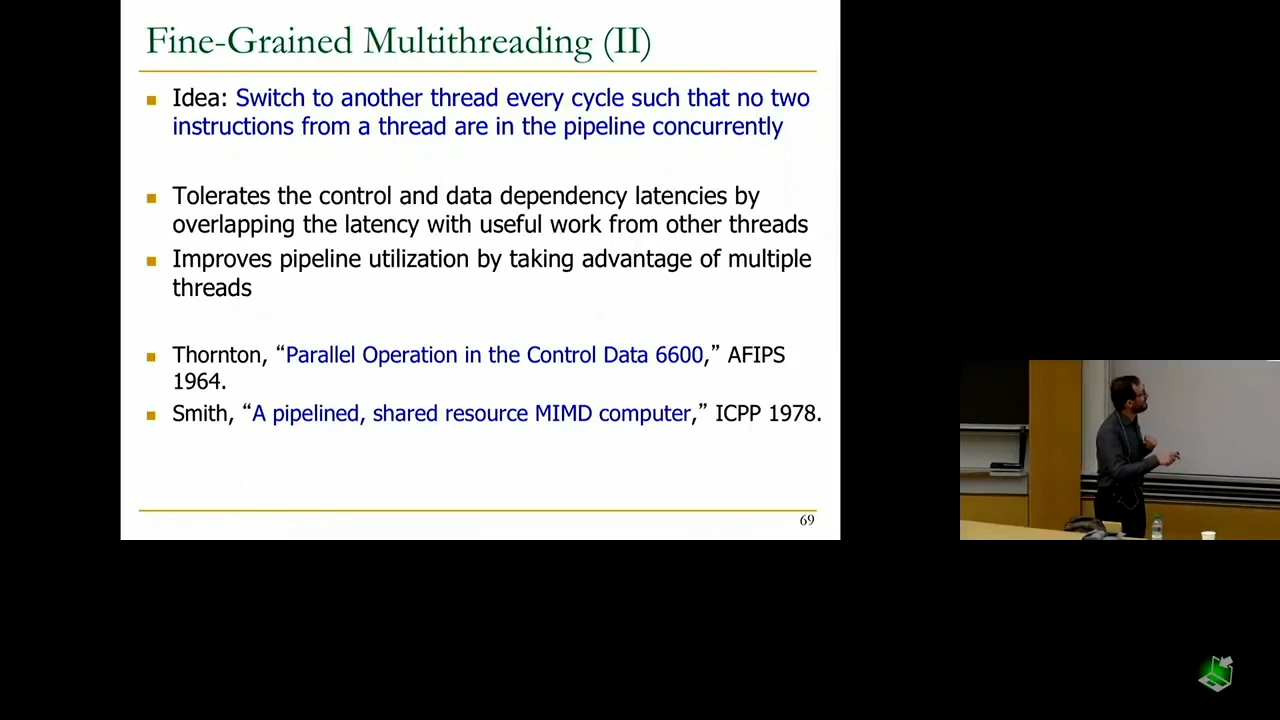 Fine-Grained Multithreading (II)
Idea: Switch to another thread every cycle such that no two
instructions from a thread are in the pipeline concurrently
Tolerates the control and data dependency latencies by
overlapping the latency with useful work from other threads
Improves pipeline utilization by taking advantage of multiple
threads
Thornton, “Parallel Operation in the Control Data 6600,” AFIPS
1964.
Smith, “A pipelined, shared resource MIMD computer,” ICPP 1978.
69